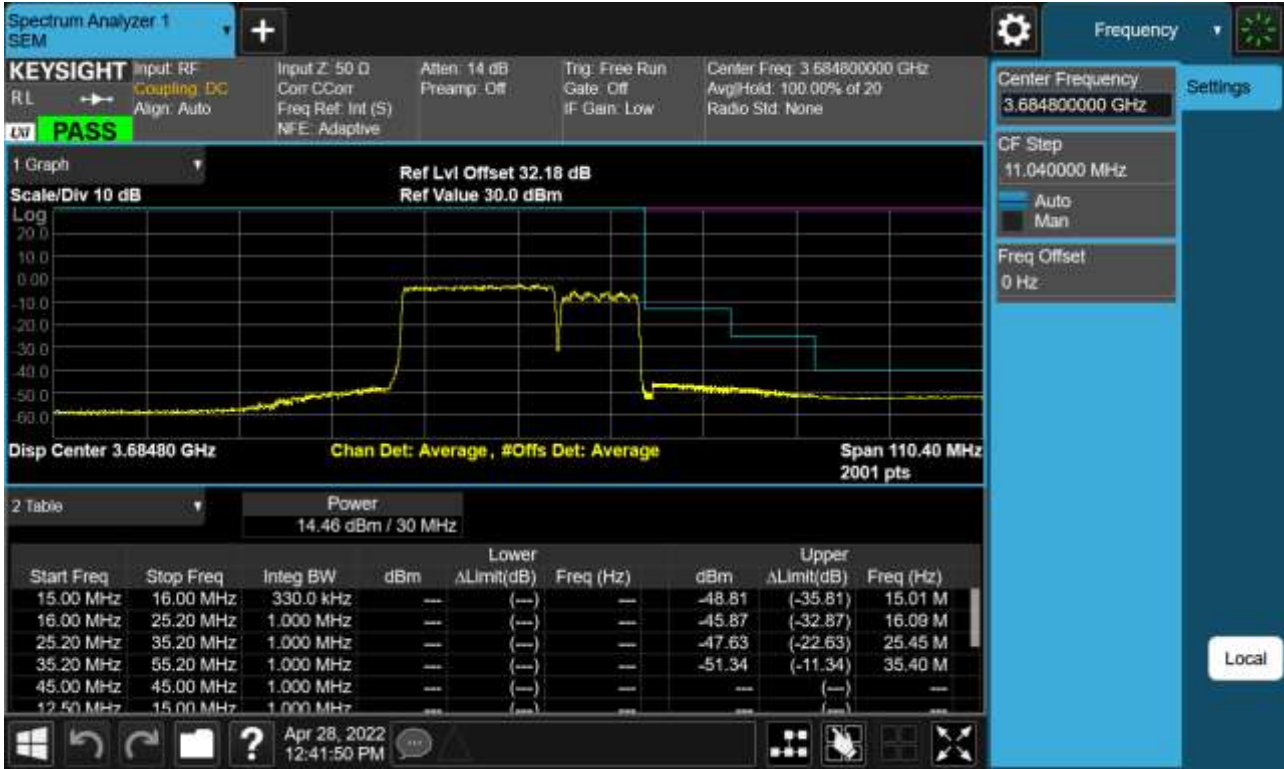 Spectrum Analyzer 1
SEM
+
Frequency
KEYSIGHT
RL
LXI PASS
Input: RF
Coupling: DC
Align: Auto
Input Z: 50 Ω
Corr CCorr
Freq Ref: Int (S)
NFE: Adaptive
Atten: 14 dB
Preamp: Off
Trig: Free Run
Gate: Off
IF Gain: Low
Center Freq: 3.684800000 GHz
Avg|Hold: 100.00% of 20
Radio Std: None
Center Frequency
3.684800000 GHz
Settings
CF Step
11.040000 MHz
Auto
Man
Freq Offset
0 Hz
Local
1 Graph
Scale/Div 10 dB
Ref Lvl Offset 32.18 dB
Ref Value 30.0 dBm
Log
20.0
10.0
0.00
-10.0
-20.0
-30.0
-40.0
-50.0
-60.0
Disp Center 3.68480 GHz
Chan Det: Average, #Offs Det: Average
Span 110.40 MHz
2001 pts
2 Table
Power
14.46 dBm / 30 MHz
Lower Upper
Start Freq Stop Freq Integ BW dBm ΔLimit(dB) Freq (Hz) dBm ΔLimit(dB) Freq (Hz)
15.00 MHz 16.00 MHz 330.0 kHz --- (---) --- -48.81 (-35.81) 15.01 M
16.00 MHz 25.20 MHz 1.000 MHz --- (---) --- -45.87 (-32.87) 16.09 M
25.20 MHz 35.20 MHz 1.000 MHz --- (---) --- -47.63 (-22.63) 25.45 M
35.20 MHz 55.20 MHz 1.000 MHz --- (---) --- -51.34 (-11.34) 35.40 M
45.00 MHz 45.00 MHz 1.000 MHz --- (---) --- --- (---) ---
12.50 MHz 15.00 MHz 1.000 MHz --- (---) --- --- (---) ---
?
Apr 28, 2022
12:41:50 PM